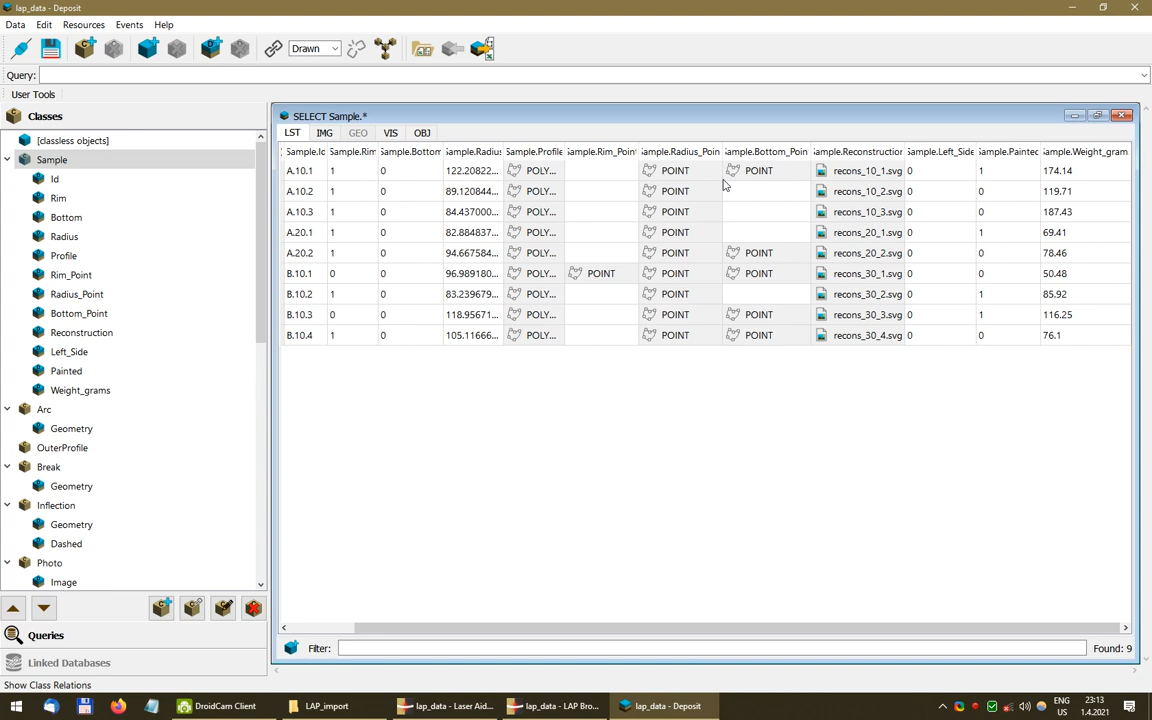 lap_data - Deposit
Data Edit Resources Events Help
Drawn
Query:
User Tools
Classes
[classless objects]
Sample
Id
Rim
Bottom
Radius
Profile
Rim_Point
Radius_Point
Bottom_Point
Reconstruction
Left_Side
Painted
Weight_grams
Arc
Geometry
OuterProfile
Break
Geometry
Inflection
Geometry
Dashed
Photo
Image
Queries
Linked Databases
Show Class Relations
SELECT Sample.*
LST IMG GEO VIS OBJ
Sample.Id Sample.Rim Sample.Bottom Sample.Radius Sample.Profile Sample.Rim_Point Sample.Radius_Poin Sample.Bottom_Poin Sample.Reconstruction Sample.Left_Side Sample.Painted Sample.Weight_gram
A.10.1 1 0 122.20822... POLY... POINT POINT recons_10_1.svg 0 1 174.14
A.10.2 1 0 89.120844... POLY... POINT recons_10_2.svg 0 0 119.71
A.10.3 1 0 84.437000... POLY... POINT recons_10_3.svg 0 0 187.43
A.20.1 1 0 82.884837... POLY... POINT recons_20_1.svg 0 1 69.41
A.20.2 1 0 94.667584... POLY... POINT POINT recons_20_2.svg 0 0 78.46
B.10.1 0 0 96.989180... POLY... POINT POINT POINT recons_30_1.svg 0 0 50.48
B.10.2 1 0 83.239679... POLY... POINT recons_30_2.svg 0 1 85.92
B.10.3 0 0 118.95671... POLY... POINT POINT recons_30_3.svg 0 1 116.25
B.10.4 1 0 105.11666... POLY... POINT POINT recons_30_4.svg 0 0 76.1
Filter: Found: 9
DroidCam Client LAP_import lap_data - Laser Aid... lap_data - LAP Bro... lap_data - Deposit
ENG
US
23:13
1.4.2021